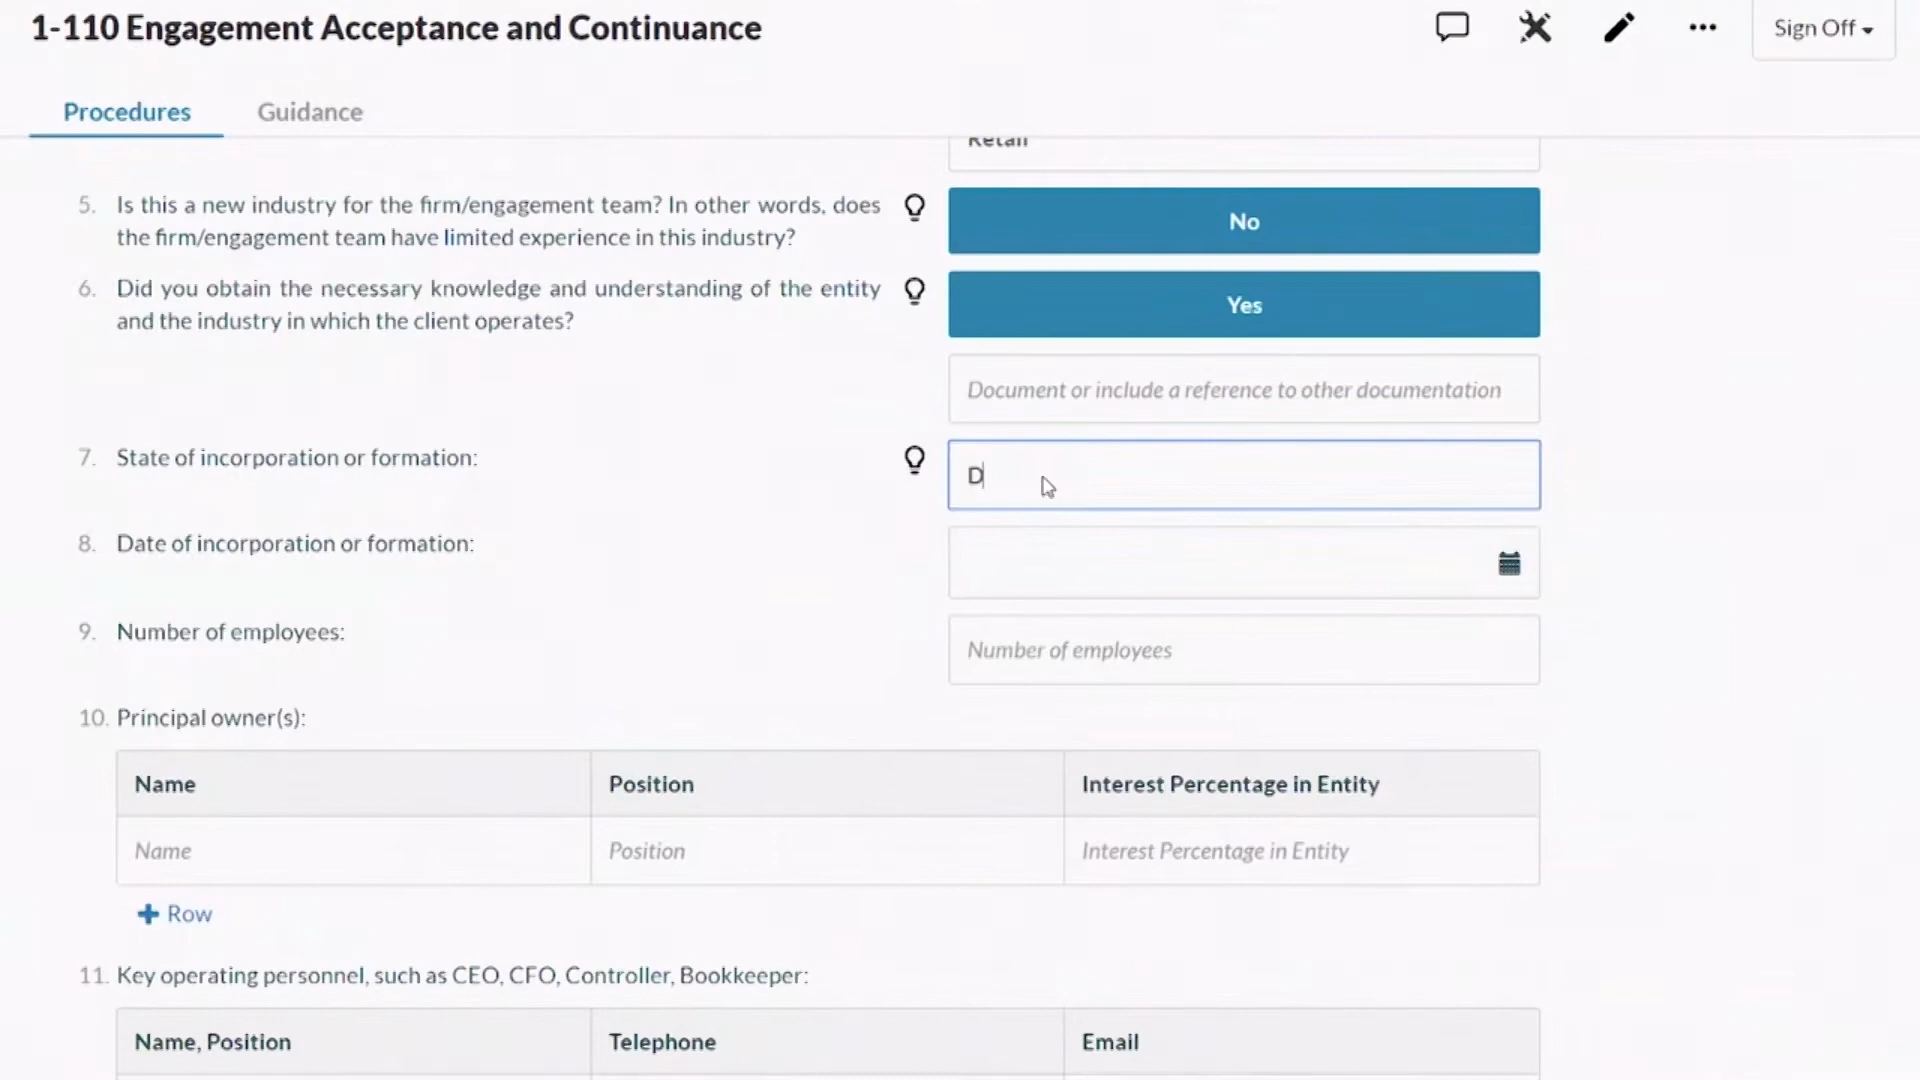 1-110 Engagement Acceptance and Continuance
Sign Off
Procedures
Guidance
Retail
5. Is this a new industry for the firm/engagement team? In other words, does
the firm/engagement team have limited experience in this industry?
No
6. Did you obtain the necessary knowledge and understanding of the entity
and the industry in which the client operates?
Yes
Document or include a reference to other documentation
7. State of incorporation or formation:
D
8. Date of incorporation or formation:
9. Number of employees:
Number of employees
10. Principal owner(s):
Name Position Interest Percentage in Entity
Name Position Interest Percentage in Entity
+ Row
11. Key operating personnel, such as CEO, CFO, Controller, Bookkeeper:
Name, Position Telephone Email